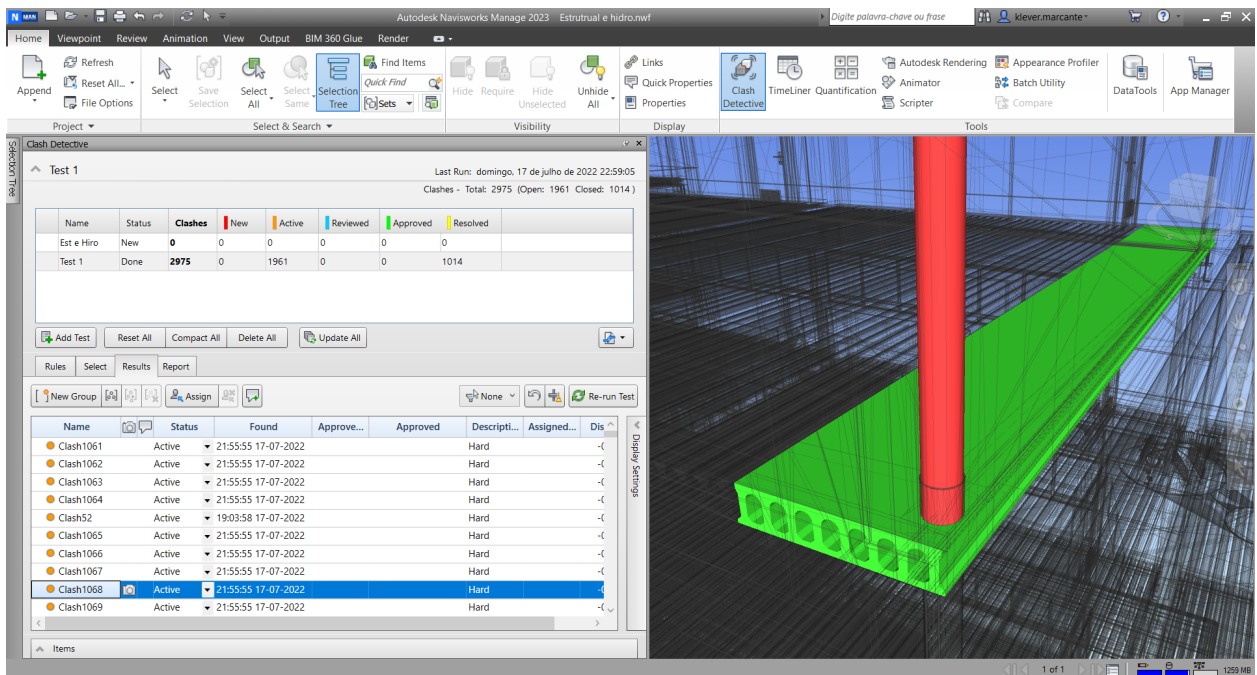 N MAN
Autodesk Navisworks Manage 2023 Estrutrual e hidro.nwf
Digite palavra-chave ou frase
klever.marcante
Home Viewpoint Review Animation View Output BIM 360 Glue Render
Append
Refresh
Reset All...
File Options
Project
Select
Save Selection
Select All
Select Same
Selection Tree
Find Items
Quick Find
Sets
Select & Search
Hide
Require
Hide Unselected
Unhide All
Visibility
Links
Quick Properties
Properties
Display
Clash Detective
TimeLiner
Quantification
Autodesk Rendering
Animator
Scripter
Appearance Profiler
Batch Utility
Compare
DataTools
App Manager
Tools
Selection Tree
Clash Detective
Test 1
Last Run: domingo, 17 de julho de 2022 22:59:05
Clashes - Total: 2975 (Open: 1961 Closed: 1014)
Name Status Clashes New Active Reviewed Approved Resolved
Est e Hiro New 0 0 0 0 0 0
Test 1 Done 2975 0 1961 0 0 1014
Add Test Reset All Compact All Delete All Update All
Rules Select Results Report
New Group Assign None Re-run Test
Name Status Found Approve... Approved Descripti... Assigned... Dis
Clash1061 Active 21:55:55 17-07-2022 Hard
Clash1062 Active 21:55:55 17-07-2022 Hard
Clash1063 Active 21:55:55 17-07-2022 Hard
Clash1064 Active 21:55:55 17-07-2022 Hard
Clash52 Active 19:03:58 17-07-2022 Hard
Clash1065 Active 21:55:55 17-07-2022 Hard
Clash1066 Active 21:55:55 17-07-2022 Hard
Clash1067 Active 21:55:55 17-07-2022 Hard
Clash1068 Active 21:55:55 17-07-2022 Hard
Clash1069 Active 21:55:55 17-07-2022 Hard
Display Settings
Items
1 of 1
1259 MB